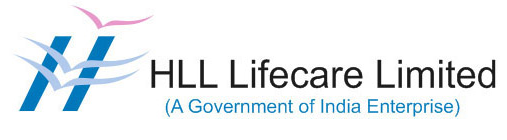 HLL Lifecare Limited
(A Government of India Enterprise)